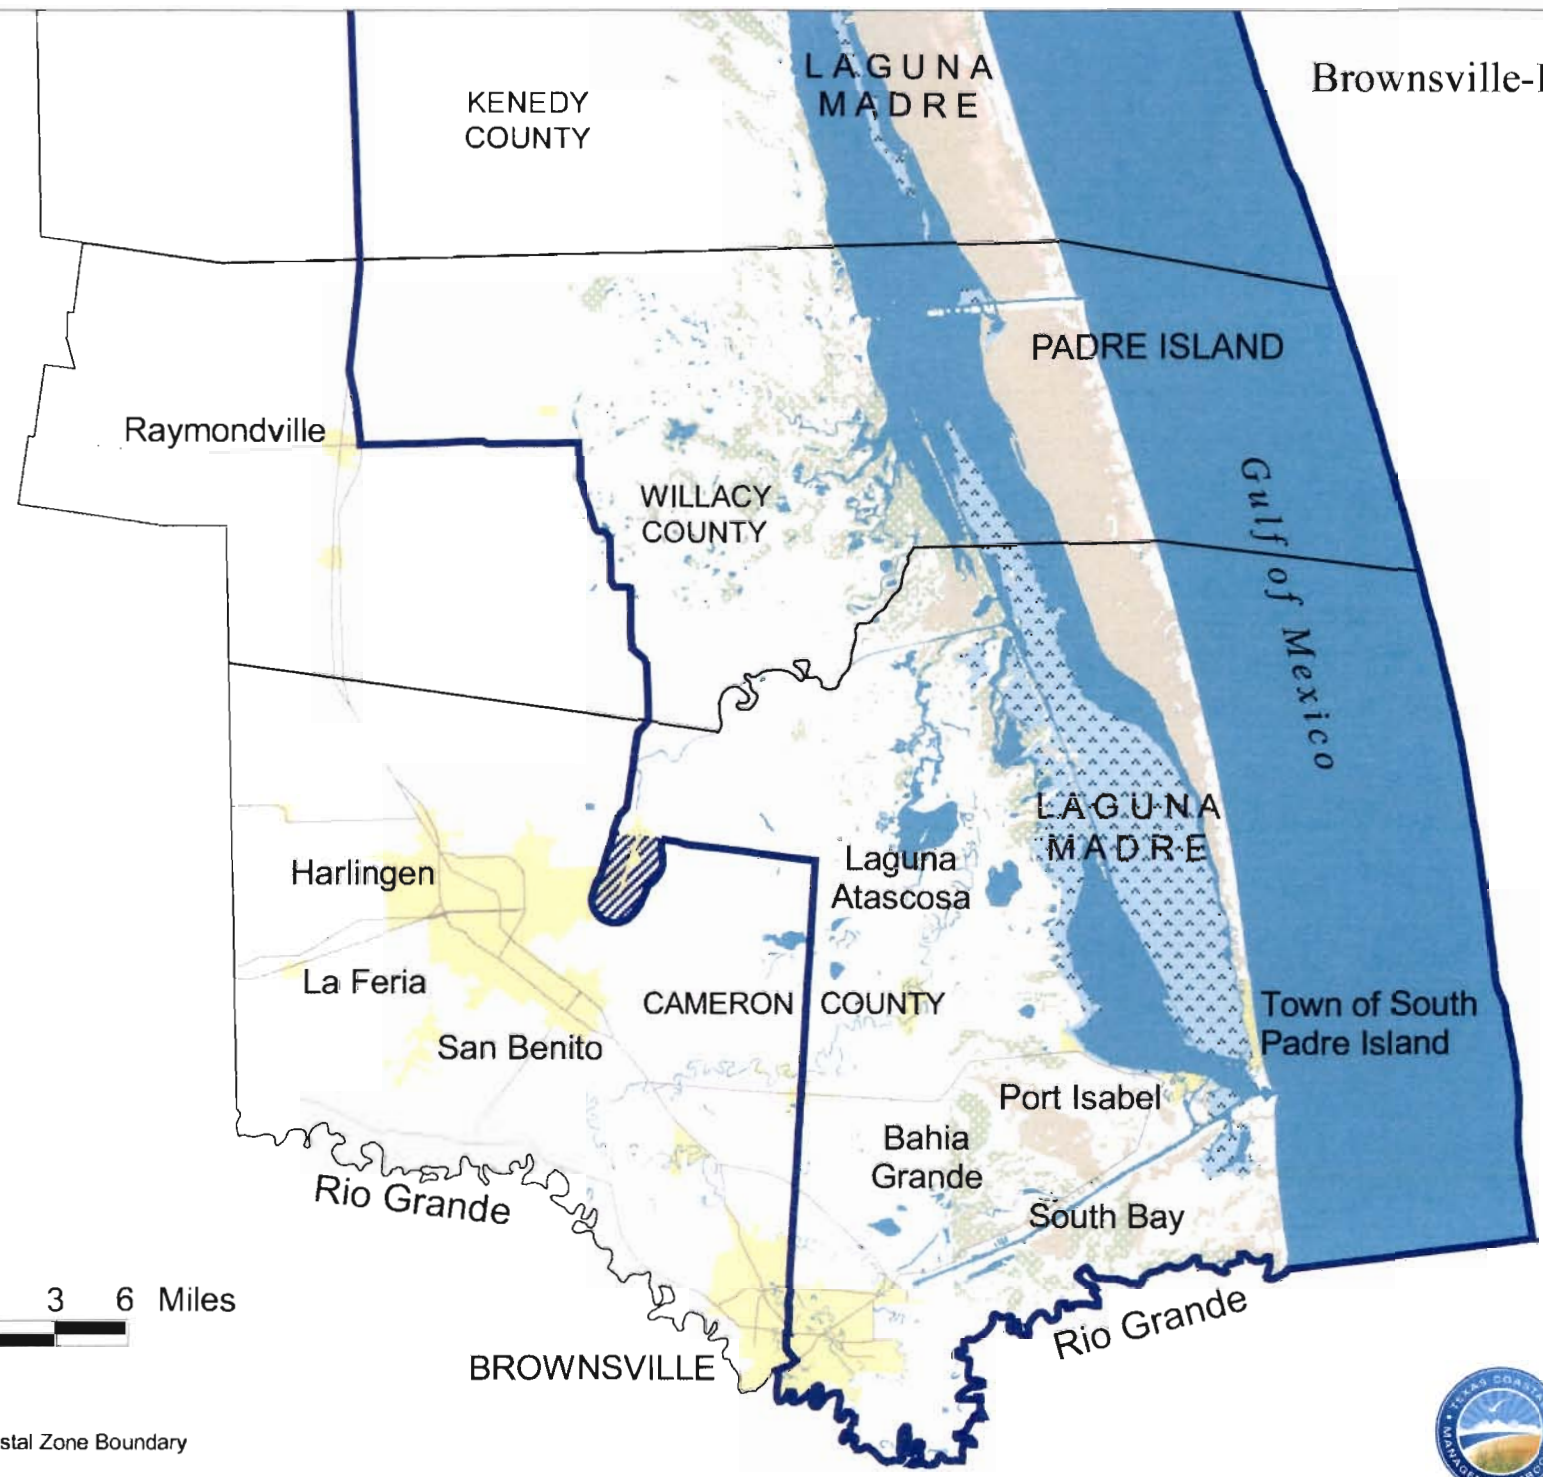 LAGUNA
MADRE
Brownsville-
KENEDY
COUNTY
PADRE ISLAND
Raymondville
WILLACY
COUNTY
Gulf of Mexico
LAGUNA
MADRE
Laguna
Atascosa
Harlingen
La Feria
CAMERON COUNTY
Town of South
Padre Island
San Benito
Port Isabel
Bahia
Grande
Rio Grande
South Bay
3 6 Miles
Rio Grande
BROWNSVILLE
stal Zone Boundary
TEXAS COASTA